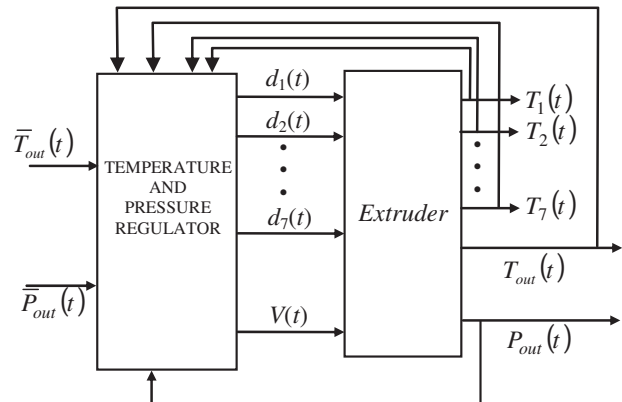 d₁(t)
T₁(t)
d₂(t)
T₂(t)
T̅ₒᵤₜ(t)
TEMPERATURE
AND
PRESSURE
REGULATOR
Extruder
d₇(t)
T₇(t)
Tₒᵤₜ(t)
P̅ₒᵤₜ(t)
V(t)
Pₒᵤₜ(t)